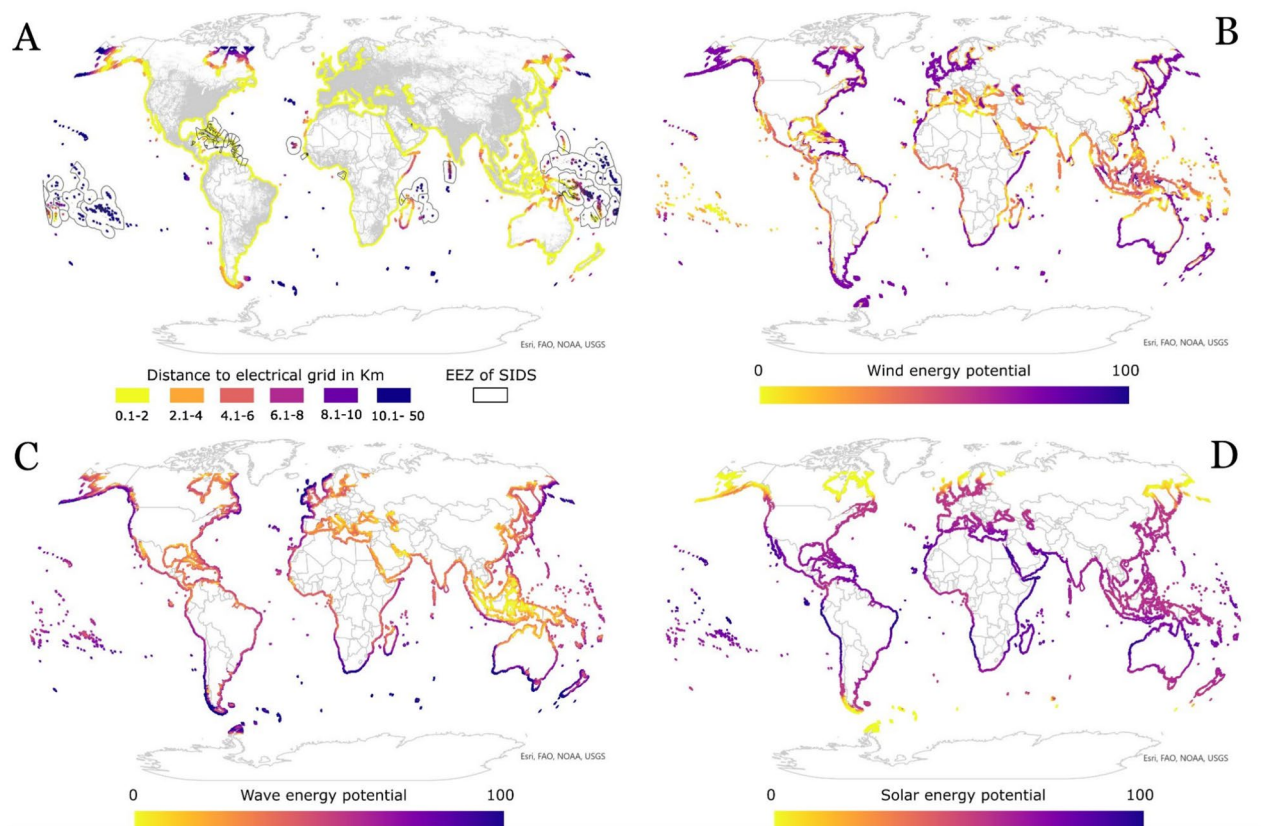 A
B
Esri, FAO, NOAA, USGS
Esri, FAO, NOAA, USGS
Distance to electrical grid in Km
EEZ of SIDS
0.1-2 2.1-4 4.1-6 6.1-8 8.1-10 10.1- 50
0 Wind energy potential 100
C
D
Esri, FAO, NOAA, USGS
Esri, FAO, NOAA, USGS
0 Wave energy potential 100
0 Solar energy potential 100